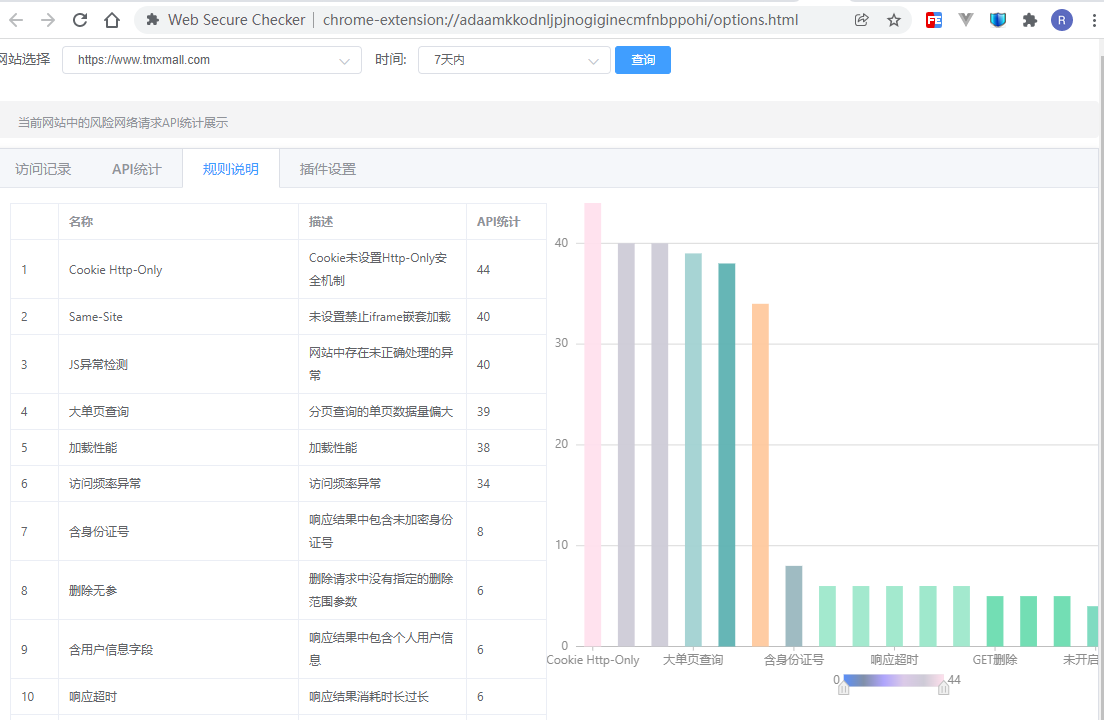 Web Secure Checker | chrome-extension://adaamkkodnljpjnogiginecmfnbppohi/options.html
FE
R
网站选择 https://www.tmxmall.com 时间: 7天内 查询
当前网站中的风险网络请求API统计展示
访问记录 API统计 规则说明 插件设置
名称 描述 API统计
1 Cookie Http-Only Cookie未设置Http-Only安
全机制 44
2 Same-Site 未设置禁止iframe嵌套加载 40
3 JS异常检测 网站中存在未正确处理的异
常 40
4 大单页查询 分页查询的单页数据量偏大 39
5 加载性能 加载性能 38
6 访问频率异常 访问频率异常 34
7 含身份证号 响应结果中包含未加密身份
证号 8
8 删除无参 删除请求中没有指定的删除
范围参数 6
9 含用户信息字段 响应结果中包含个人用户信
息 6
10 响应超时 响应结果消耗时长过长 6
40
30
20
10
0
Cookie Http-Only 大单页查询 含身份证号 响应超时 GET删除 未开启
0 44